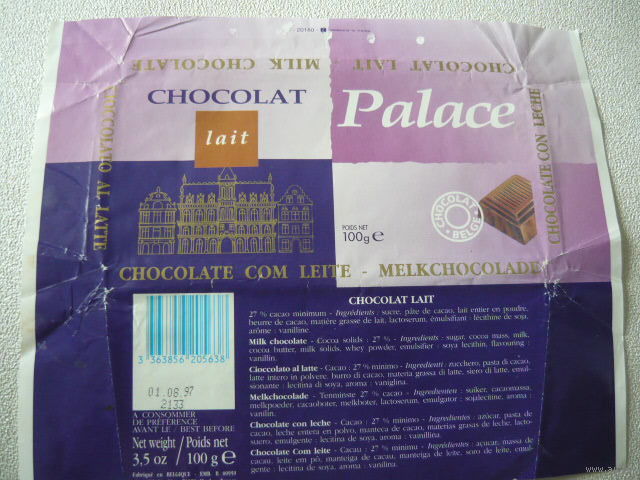 20160
MILK CHOCOLATE
CHOCOLAT LAIT
CHOCOLAT
lait
Palace
CIOCCOLATO AL LATTE
CHOCOLATE CON LECHE
CHOCOLAT BELGE
POIDS NET
100g e
CHOCOLATE COM LEITE - MELKCHOCOLADE
CHOCOLAT LAIT
27 % cacao minimum - Ingrédients : sucre, pâte de cacao, lait entier en poudre,
beurre de cacao, matière grasse de lait, lactoserum, émulsifiant : lécithine de soja,
arôme : vanilline.
Milk chocolate - Cocoa solids : 27 % - Ingredients : sugar, cocoa mass, milk,
cocoa butter, milk solids, whey powder, emulsifier : soya lecithin, flavouring :
vanillin.
Cioccolato al latte - Cacao : 27 % minimo - Ingredienti : zucchero, pasta di cacao,
latte intero in polvere, burro di cacao, materia grassa di latte, siero di latte, emul-
sionante : lecitina di soya, aroma : vaniglina.
Melkchocolade - Tenminste 27 % cacao - Ingrediënten : suiker, cacaomassa,
melkpoeder, cacaoboter, melkboter, lactoserum, emulgator : sojalecitine, aroma :
vanilin.
Chocolate con leche - Cacao : 27 % minimo - Ingredientes : azúcar, pasta de
cacao, leche entera en polvo, manteca de cacao, materias grasas de leche, lacto-
suero, emulgente : lecitina de soya, aroma : vanillina.
Chocolate Com leite - Cacau : 27 % minimo - Ingredientes : açucar, massa de
cacau, leite em pó, manteiga de cacau, manteiga de leite, soro de leite, emul-
gente : lecitina de soya, aroma : vanilina.
3 363856 205638
01.08.97
2133
A CONSOMMER
DE PRÉFÉRENCE
AVANT LE / BEST BEFORE
Net weight / Poids net
3,5 oz / 100 g e
Fabriqué en BELGIQUE - EMB. B